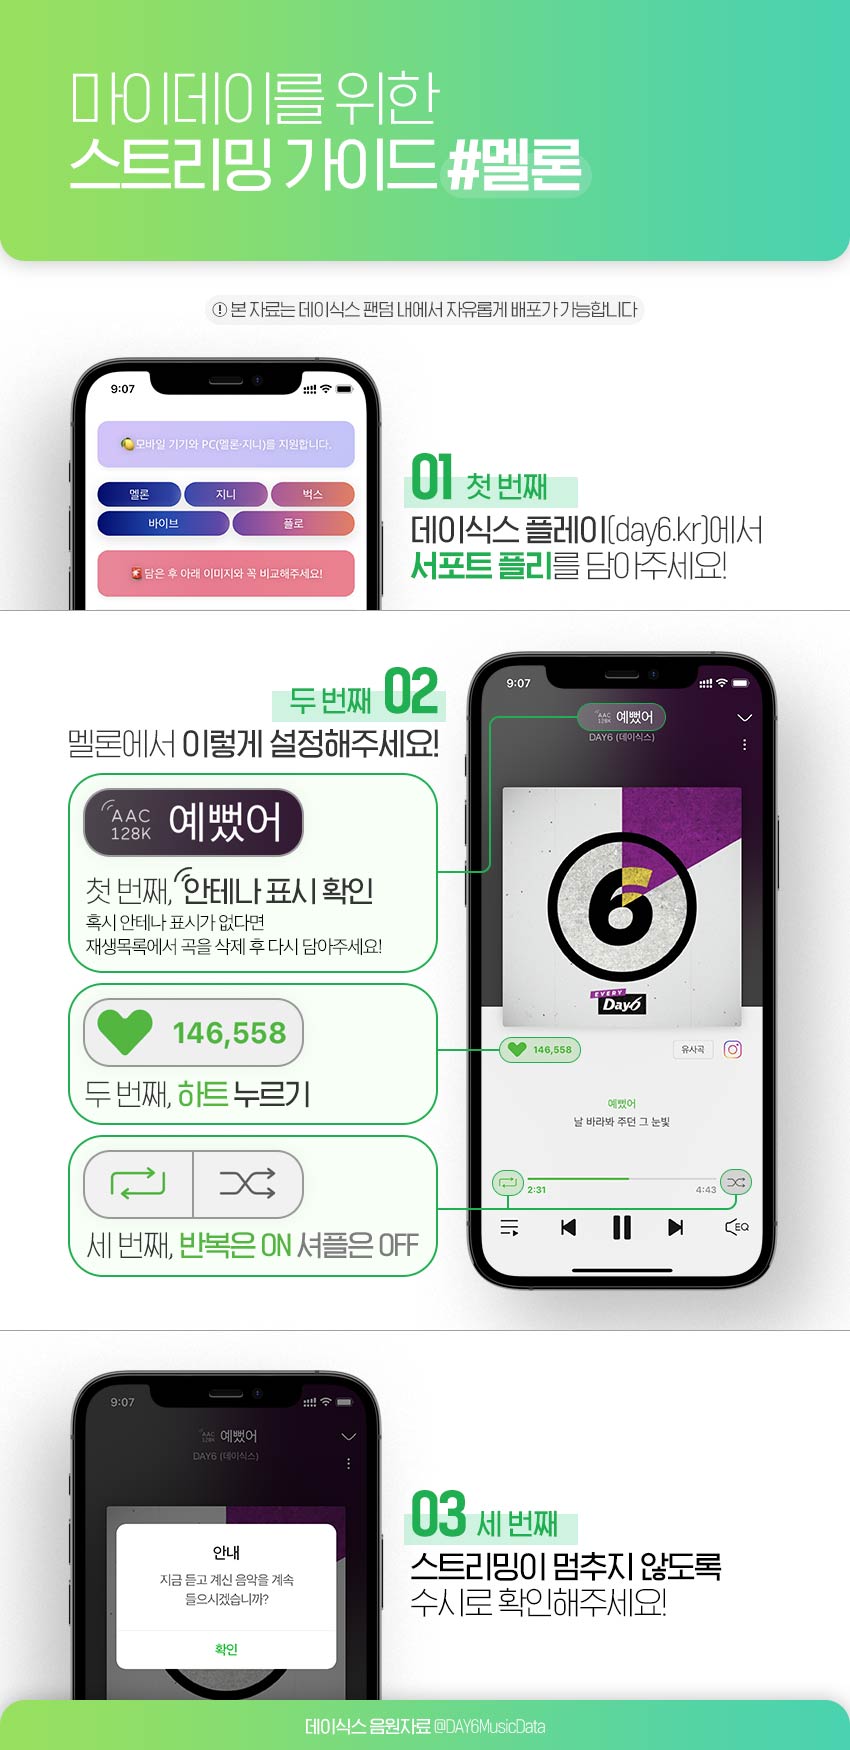 마이데이를 위한
스트리밍 가이드 #멜론
! 본 자료는 데이식스 팬덤 내에서 자유롭게 배포가 가능합니다
9:07
🍋모바일 기기와 PC(멜론·지니)를 지원합니다.
멜론 지니 벅스
바이브 플로
🚨담은 후 아래 이미지와 꼭 비교해주세요!
01 첫 번째
데이식스 플레이(day6.kr)에서
서포트 플리를 담아주세요!
두 번째 02
멜론에서 이렇게 설정해주세요!
AAC
128K 예뻤어
첫 번째, 안테나 표시 확인
혹시 안테나 표시가 없다면
재생목록에서 곡을 삭제 후 다시 담아주세요!
146,558
두 번째, 하트 누르기
세 번째, 반복은 ON 셔플은 OFF
9:07
AAC
128K 예뻤어
DAY6 (데이식스)
6
EVERY
Day6
146,558 유사곡
예뻤어
날 바라봐 주던 그 눈빛
2:31 4:43
EQ
9:07
AAC
128K 예뻤어
DAY6 (데이식스)
안내
지금 듣고 계신 음악을 계속
들으시겠습니까?
확인
03 세 번째
스트리밍이 멈추지 않도록
수시로 확인해주세요!
데이식스 음원자료 @DAY6MusicData